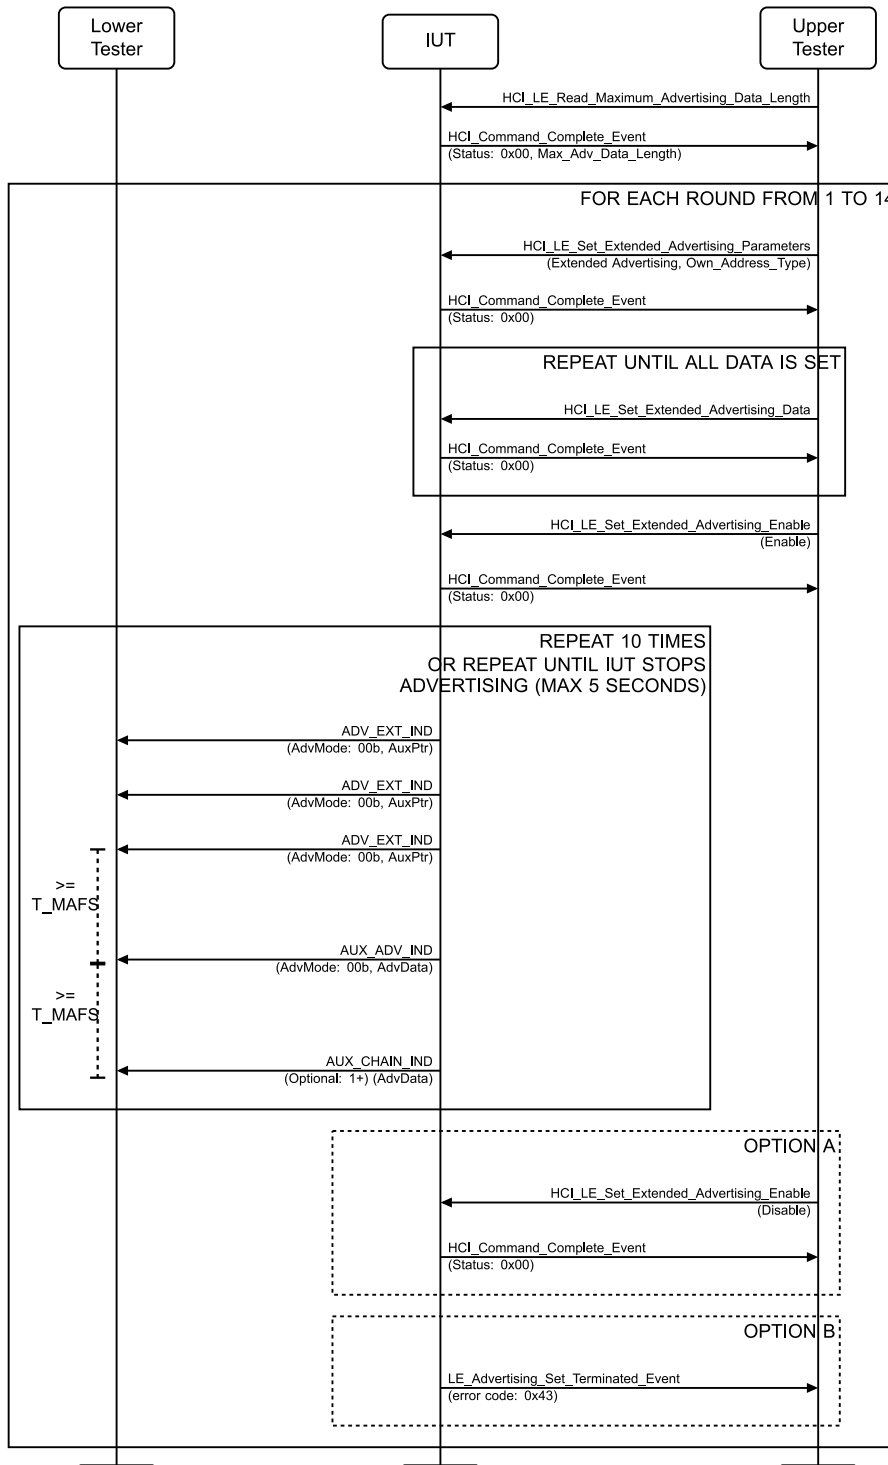 Lower
Tester
IUT
Upper
Tester
HCI_LE_Read_Maximum_Advertising_Data_Length
HCI_Command_Complete_Event
(Status: 0x00, Max_Adv_Data_Length)
FOR EACH ROUND FROM 1 TO 14
HCI_LE_Set_Extended_Advertising_Parameters
(Extended Advertising, Own_Address_Type)
HCI_Command_Complete_Event
(Status: 0x00)
REPEAT UNTIL ALL DATA IS SET
HCI_LE_Set_Extended_Advertising_Data
HCI_Command_Complete_Event
(Status: 0x00)
HCI_LE_Set_Extended_Advertising_Enable
(Enable)
HCI_Command_Complete_Event
(Status: 0x00)
REPEAT 10 TIMES
OR REPEAT UNTIL IUT STOPS
ADVERTISING (MAX 5 SECONDS)
ADV_EXT_IND
(AdvMode: 00b, AuxPtr)
ADV_EXT_IND
(AdvMode: 00b, AuxPtr)
ADV_EXT_IND
(AdvMode: 00b, AuxPtr)
>=
T_MAFS
AUX_ADV_IND
(AdvMode: 00b, AdvData)
>=
T_MAFS
AUX_CHAIN_IND
(Optional: 1+) (AdvData)
OPTION A
HCI_LE_Set_Extended_Advertising_Enable
(Disable)
HCI_Command_Complete_Event
(Status: 0x00)
OPTION B
LE_Advertising_Set_Terminated_Event
(error code: 0x43)